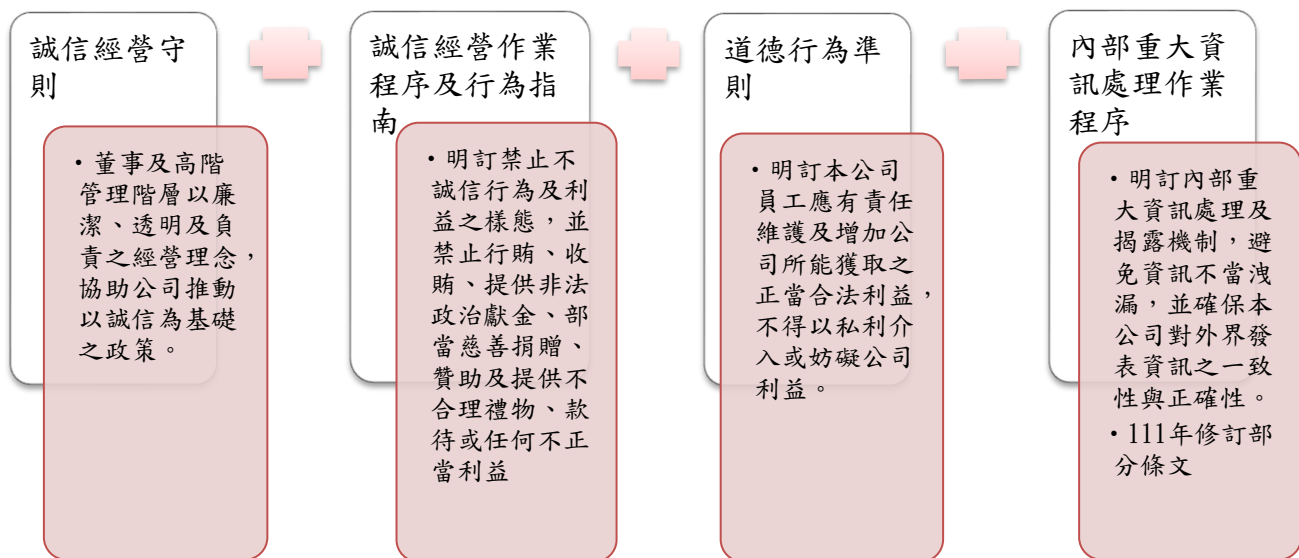 誠信經營守
則
• 董事及高階
管理階層以廉
潔、透明及負
責之經營理念，
協助公司推動
以誠信為基礎
之政策。
誠信經營作業
程序及行為指
南
• 明訂禁止不
誠信行為及利
益之樣態，並
禁止行賄、收
賄、提供非法
政治獻金、部
當慈善捐贈、
贊助及提供不
合理禮物、款
待或任何不正
當利益
道德行為準
則
• 明訂本公司
員工應有責任
維護及增加公
司所能獲取之
正當合法利益，
不得以私利介
入或妨礙公司
利益。
內部重大資
訊處理作業
程序
• 明訂內部重
大資訊處理及
揭露機制，避
免資訊不當洩
漏，並確保本
公司對外界發
表資訊之一致
性與正確性。
• 111年修訂部
分條文